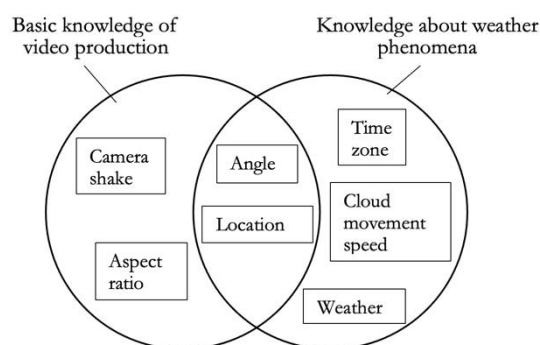 Basic knowledge of
video production
Knowledge about weather
phenomena
Camera
shake
Aspect
ratio
Angle
Location
Time
zone
Cloud
movement
speed
Weather